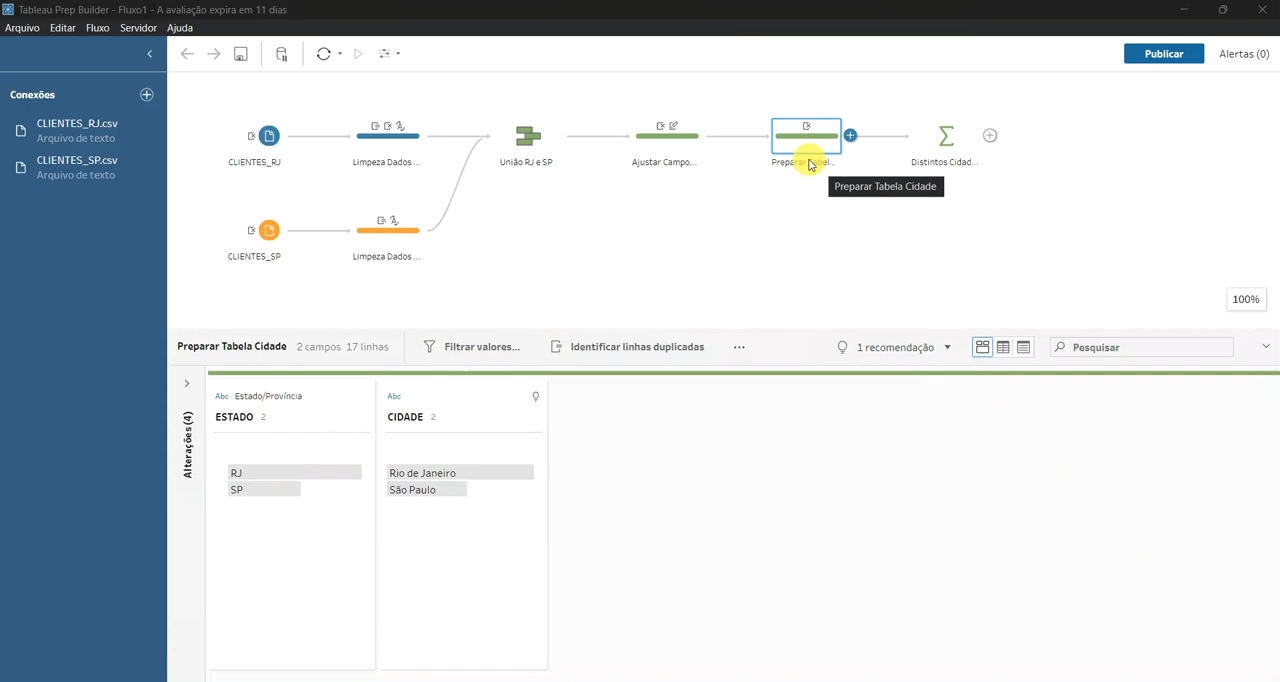 Tableau Prep Builder - Fluxo1 - A avaliação expira em 11 dias
Arquivo Editar Fluxo Servidor Ajuda
Publicar
Alertas (0)
Conexões
CLIENTES_RJ.csv
Arquivo de texto
CLIENTES_SP.csv
Arquivo de texto
CLIENTES_RJ
Limpeza Dados ...
União RJ e SP
Ajustar Campo...
Preparar Tabel...
Distintos Cidad...
Preparar Tabela Cidade
CLIENTES_SP
Limpeza Dados ...
100%
Preparar Tabela Cidade 2 campos 17 linhas
Filtrar valores...
Identificar linhas duplicadas
...
1 recomendação
Pesquisar
Alterações (4)
Abc Estado/Província
ESTADO 2
RJ
SP
Abc
CIDADE 2
Rio de Janeiro
São Paulo